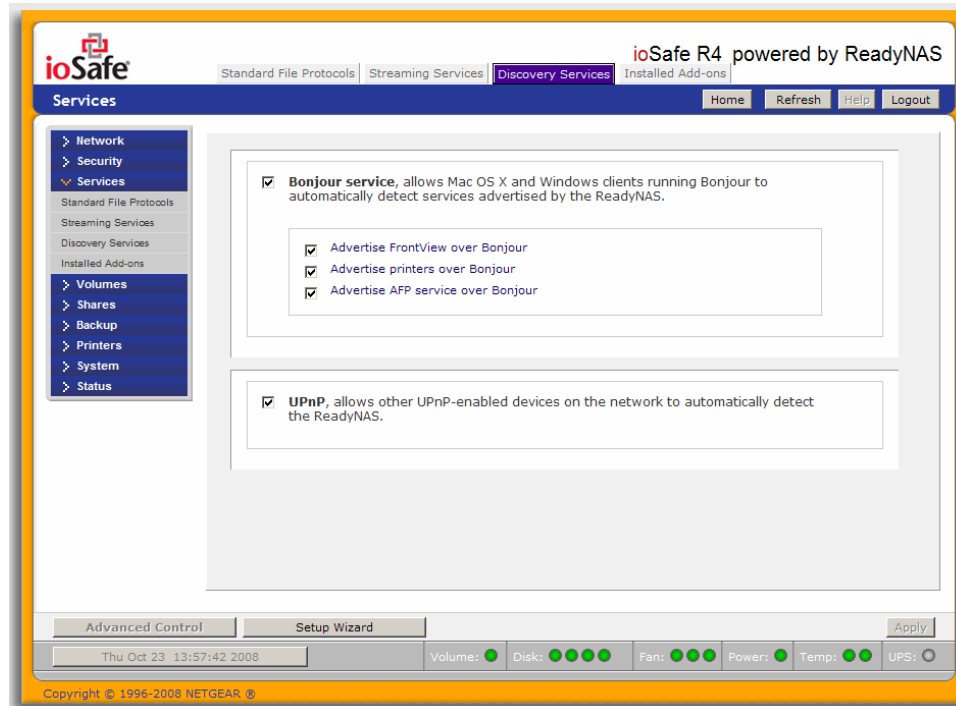 ioSafe
ioSafe R4 powered by ReadyNAS
Standard File Protocols Streaming Services Discovery Services Installed Add-ons
Services
Home Refresh Help Logout
Network
Security
Services
Standard File Protocols
Streaming Services
Discovery Services
Installed Add-ons
Volumes
Shares
Backup
Printers
System
Status
Bonjour service, allows Mac OS X and Windows clients running Bonjour to
automatically detect services advertised by the ReadyNAS.
Advertise FrontView over Bonjour
Advertise printers over Bonjour
Advertise AFP service over Bonjour
UPnP, allows other UPnP-enabled devices on the network to automatically detect
the ReadyNAS.
Advanced Control Setup Wizard Apply
Thu Oct 23 13:57:42 2008 Volume: Disk: Fan: Power: Temp: UPS:
Copyright © 1996-2008 NETGEAR ®